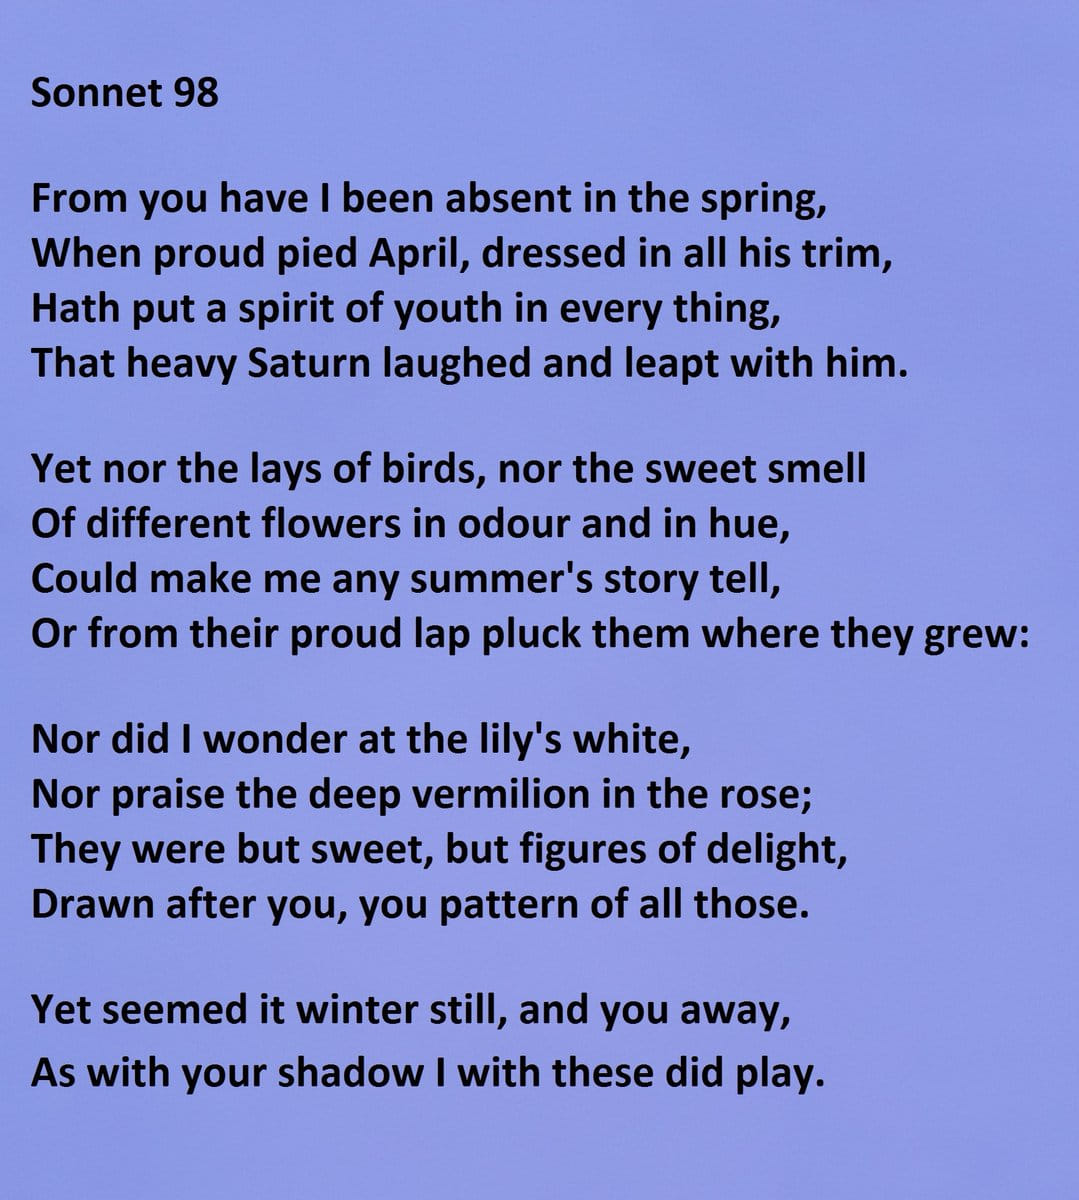 Sonnet 98
From you have I been absent in the spring,
When proud pied April, dressed in all his trim,
Hath put a spirit of youth in every thing,
That heavy Saturn laughed and leapt with him.
Yet nor the lays of birds, nor the sweet smell
Of different flowers in odour and in hue,
Could make me any summer's story tell,
Or from their proud lap pluck them where they grew:
Nor did I wonder at the lily's white,
Nor praise the deep vermilion in the rose;
They were but sweet, but figures of delight,
Drawn after you, you pattern of all those.
Yet seemed it winter still, and you away,
As with your shadow I with these did play.